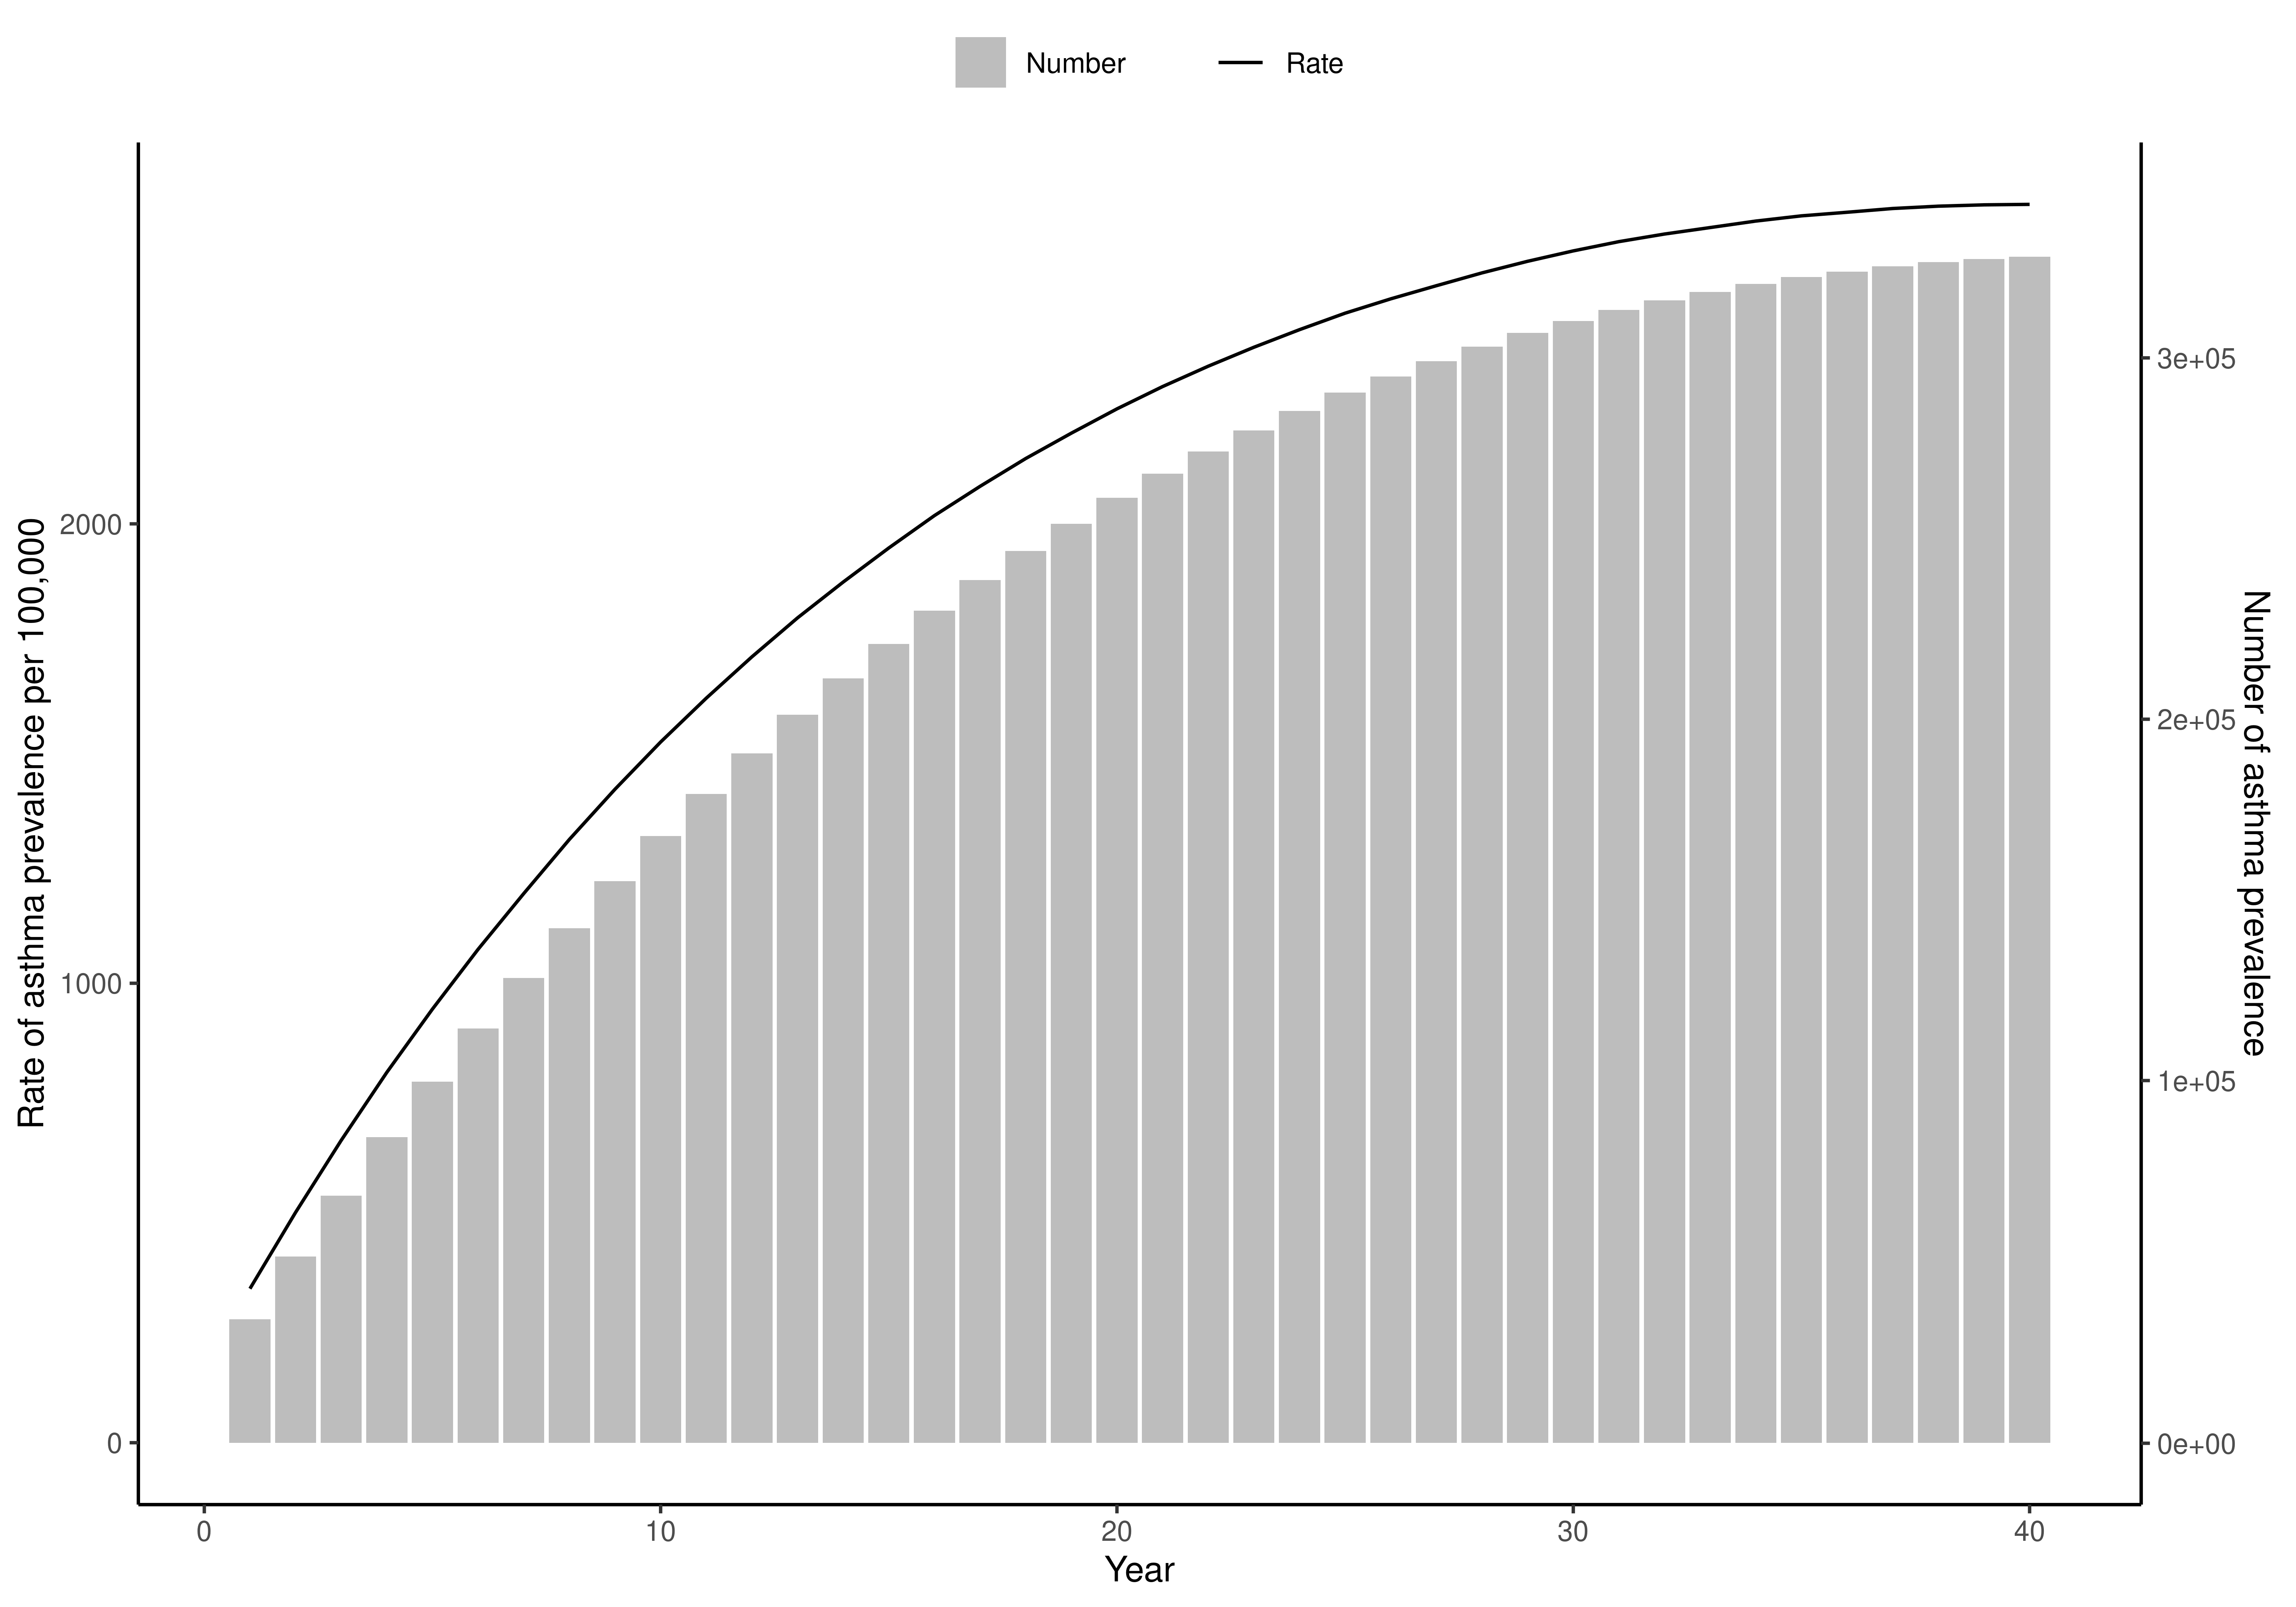 Number Rate
Rate of asthma prevalence per 100,000
2000
1000
0
3e+05
2e+05
1e+05
0e+00
Number of asthma prevalence
0 10 20 30 40
Year